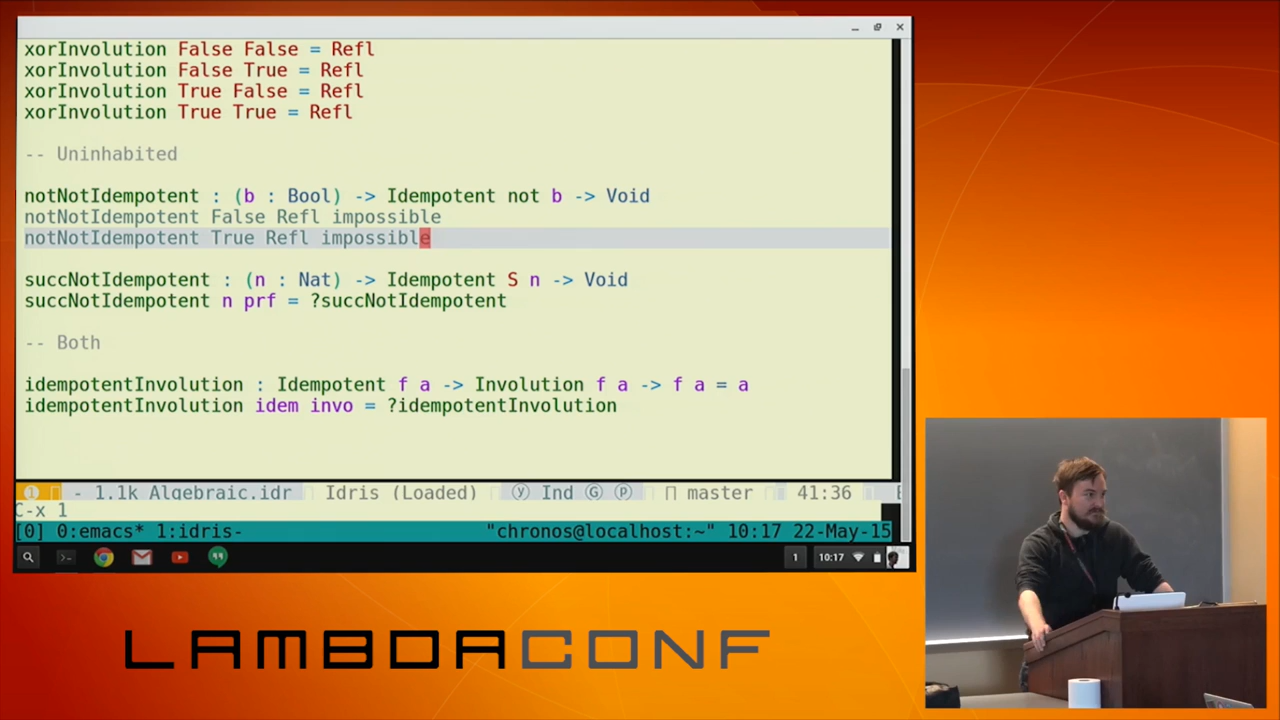 xorInvolution False False = Refl
xorInvolution False True = Refl
xorInvolution True False = Refl
xorInvolution True True = Refl
-- Uninhabited
notNotIdempotent : (b : Bool) -> Idempotent not b -> Void
notNotIdempotent False Refl impossible
notNotIdempotent True Refl impossible
succNotIdempotent : (n : Nat) -> Idempotent S n -> Void
succNotIdempotent n prf = ?succNotIdempotent
-- Both
idempotentInvolution : Idempotent f a -> Involution f a -> f a = a
idempotentInvolution idem invo = ?idempotentInvolution
① - 1.1k Algebraic.idr Idris (Loaded) ⓨ Ind Ⓖ ⓟ master 41:36
C-x 1
[0] 0:emacs* 1:idris- "chronos@localhost:~" 10:17 22-May-15
1 10:17
LAMBDACONF